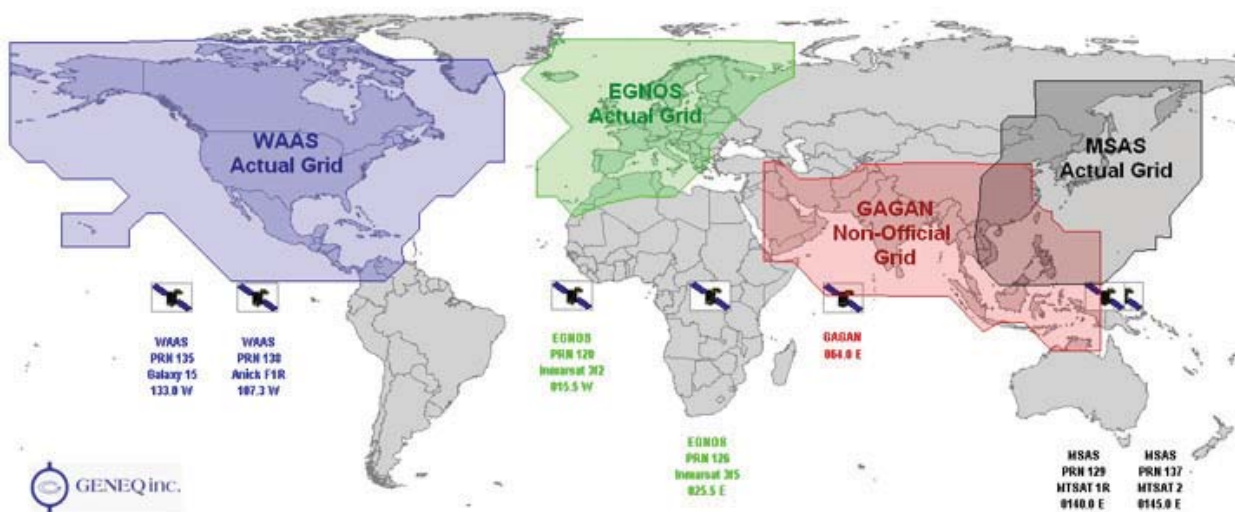 WAAS
Actual Grid
EGNOS
Actual Grid
GAGAN
Non-Official
Grid
MSAS
Actual Grid
WAAS
PRN 135
Galaxy 15
133.0 W
WAAS
PRN 138
Anick F1R
107.3 W
EGNOS
PRN 120
Inmarsat 3f2
015.5 W
EGNOS
PRN 126
Inmarsat 3f5
025.5 E
GAGAN
064.0 E
MSAS
PRN 129
MTSAT 1R
0140.0 E
MSAS
PRN 137
MTSAT 2
0145.0 E
GENEQ inc.